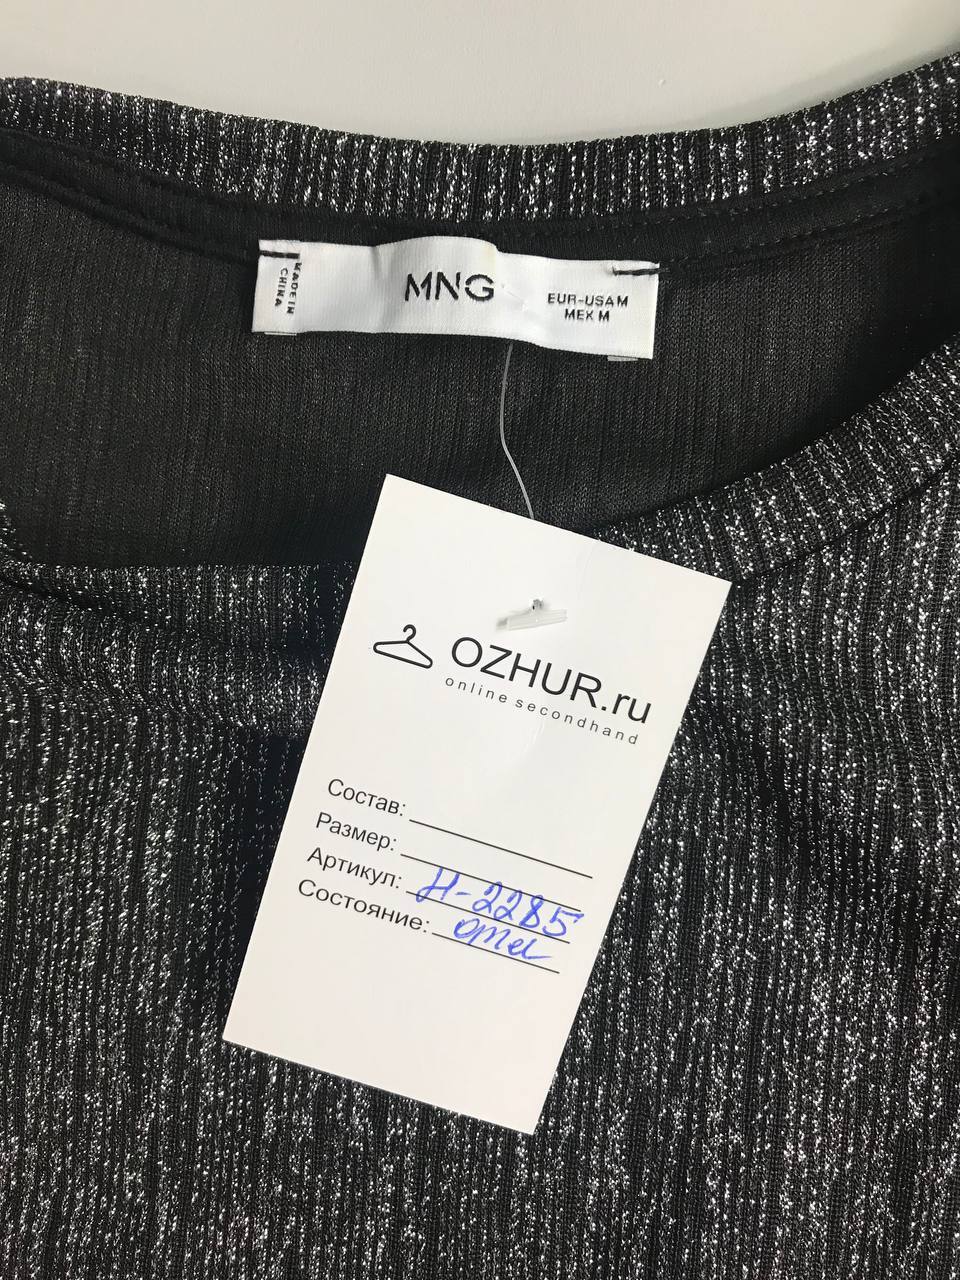 MADE IN
CHINA
MNG
EUR-USA M
MEX M
OZHUR.ru
online secondhand
Состав:
Размер:
Артикул: Н-2285
Состояние: отл